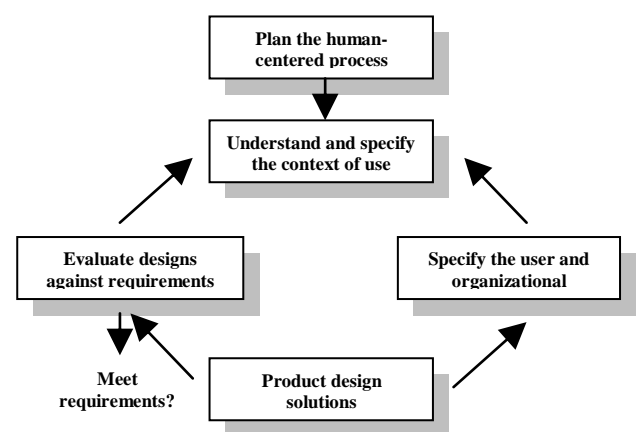 Plan the human-
centered process
Understand and specify
the context of use
Evaluate designs
against requirements
Specify the user and
organizational
Meet
requirements?
Product design
solutions